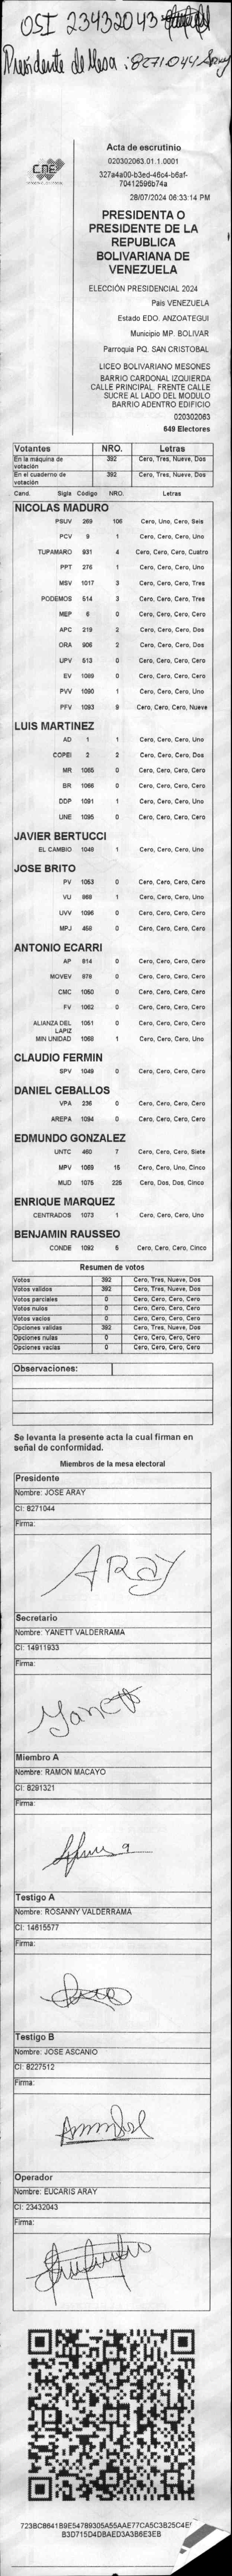 OSI 23432043
Presidente de Mesa : 8271044 Aray
CNE
Acta de escrutinio
020302063.01.1.0001
327a4a00-b3ed-46c4-b6af-
70412596b74a
28/07/2024 06:33:14 PM
PRESIDENTA O
PRESIDENTE DE LA
REPUBLICA
BOLIVARIANA DE
VENEZUELA
ELECCIÓN PRESIDENCIAL 2024
País VENEZUELA
Estado EDO. ANZOATEGUI
Municipio MP. BOLIVAR
Parroquia PQ. SAN CRISTOBAL
LICEO BOLIVARIANO MESONES
BARRIO CARDONAL IZQUIERDA
CALLE PRINCIPAL. FRENTE CALLE
SUCRE AL LADO DEL MODULO
BARRIO ADENTRO EDIFICIO
020302063
649 Electores
Votantes NRO. Letras
En la máquina de votación 392 Cero, Tres, Nueve, Dos
En el cuaderno de votación 392 Cero, Tres, Nueve, Dos
Cand. Sigla Código NRO. Letras
NICOLAS MADURO
PSUV 269 106 Cero, Uno, Cero, Seis
PCV 9 1 Cero, Cero, Cero, Uno
TUPAMARO 931 4 Cero, Cero, Cero, Cuatro
PPT 276 1 Cero, Cero, Cero, Uno
MSV 1017 3 Cero, Cero, Cero, Tres
PODEMOS 514 3 Cero, Cero, Cero, Tres
MEP 6 0 Cero, Cero, Cero, Cero
APC 219 2 Cero, Cero, Cero, Dos
ORA 906 2 Cero, Cero, Cero, Dos
UPV 513 0 Cero, Cero, Cero, Cero
EV 1089 0 Cero, Cero, Cero, Cero
PVV 1090 1 Cero, Cero, Cero, Uno
PFV 1093 9 Cero, Cero, Cero, Nueve
LUIS MARTINEZ
AD 1 1 Cero, Cero, Cero, Uno
COPEI 2 2 Cero, Cero, Cero, Dos
MR 1065 0 Cero, Cero, Cero, Cero
BR 1066 0 Cero, Cero, Cero, Cero
DDP 1091 1 Cero, Cero, Cero, Uno
UNE 1095 0 Cero, Cero, Cero, Cero
JAVIER BERTUCCI
EL CAMBIO 1048 1 Cero, Cero, Cero, Uno
JOSE BRITO
PV 1053 0 Cero, Cero, Cero, Cero
VU 868 1 Cero, Cero, Cero, Uno
UVV 1096 0 Cero, Cero, Cero, Cero
MPJ 458 0 Cero, Cero, Cero, Cero
ANTONIO ECARRI
AP 814 0 Cero, Cero, Cero, Cero
MOVEV 879 0 Cero, Cero, Cero, Cero
CMC 1050 0 Cero, Cero, Cero, Cero
FV 1062 0 Cero, Cero, Cero, Cero
ALIANZA DEL LAPIZ 1051 0 Cero, Cero, Cero, Cero
MIN UNIDAD 1068 1 Cero, Cero, Cero, Uno
CLAUDIO FERMIN
SPV 1049 0 Cero, Cero, Cero, Cero
DANIEL CEBALLOS
VPA 236 0 Cero, Cero, Cero, Cero
AREPA 1094 0 Cero, Cero, Cero, Cero
EDMUNDO GONZALEZ
UNTC 460 7 Cero, Cero, Cero, Siete
MPV 1069 15 Cero, Cero, Uno, Cinco
MUD 1075 225 Cero, Dos, Dos, Cinco
ENRIQUE MARQUEZ
CENTRADOS 1073 1 Cero, Cero, Cero, Uno
BENJAMIN RAUSSEO
CONDE 1092 5 Cero, Cero, Cero, Cinco
Resumen de votos
Votos 392 Cero, Tres, Nueve, Dos
Votos validos 392 Cero, Tres, Nueve, Dos
Votos parciales 0 Cero, Cero, Cero, Cero
Votos nulos 0 Cero, Cero, Cero, Cero
Votos vacios 0 Cero, Cero, Cero, Cero
Opciones validas 392 Cero, Tres, Nueve, Dos
Opciones nulas 0 Cero, Cero, Cero, Cero
Opciones vacias 0 Cero, Cero, Cero, Cero
Observaciones:
Se levanta la presente acta la cual firman en
señal de conformidad.
Miembros de la mesa electoral
Presidente
Nombre: JOSE ARAY
CI: 8271044
Firma:
ARay
Secretario
Nombre: YANETT VALDERRAMA
CI: 14911933
Firma:
Yanett
Miembro A
Nombre: RAMON MACAYO
CI: 8291321
Firma:
Testigo A
Nombre: ROSANNY VALDERRAMA
CI: 14615577
Firma:
Testigo B
Nombre: JOSE ASCANIO
CI: 8227512
Firma:
Operador
Nombre: EUCARIS ARAY
CI: 23432043
Firma:
723BC8641B9E54789305A55AAE77CA5C3B25C4E
B3D715D4DBAED3A3B6E3EB